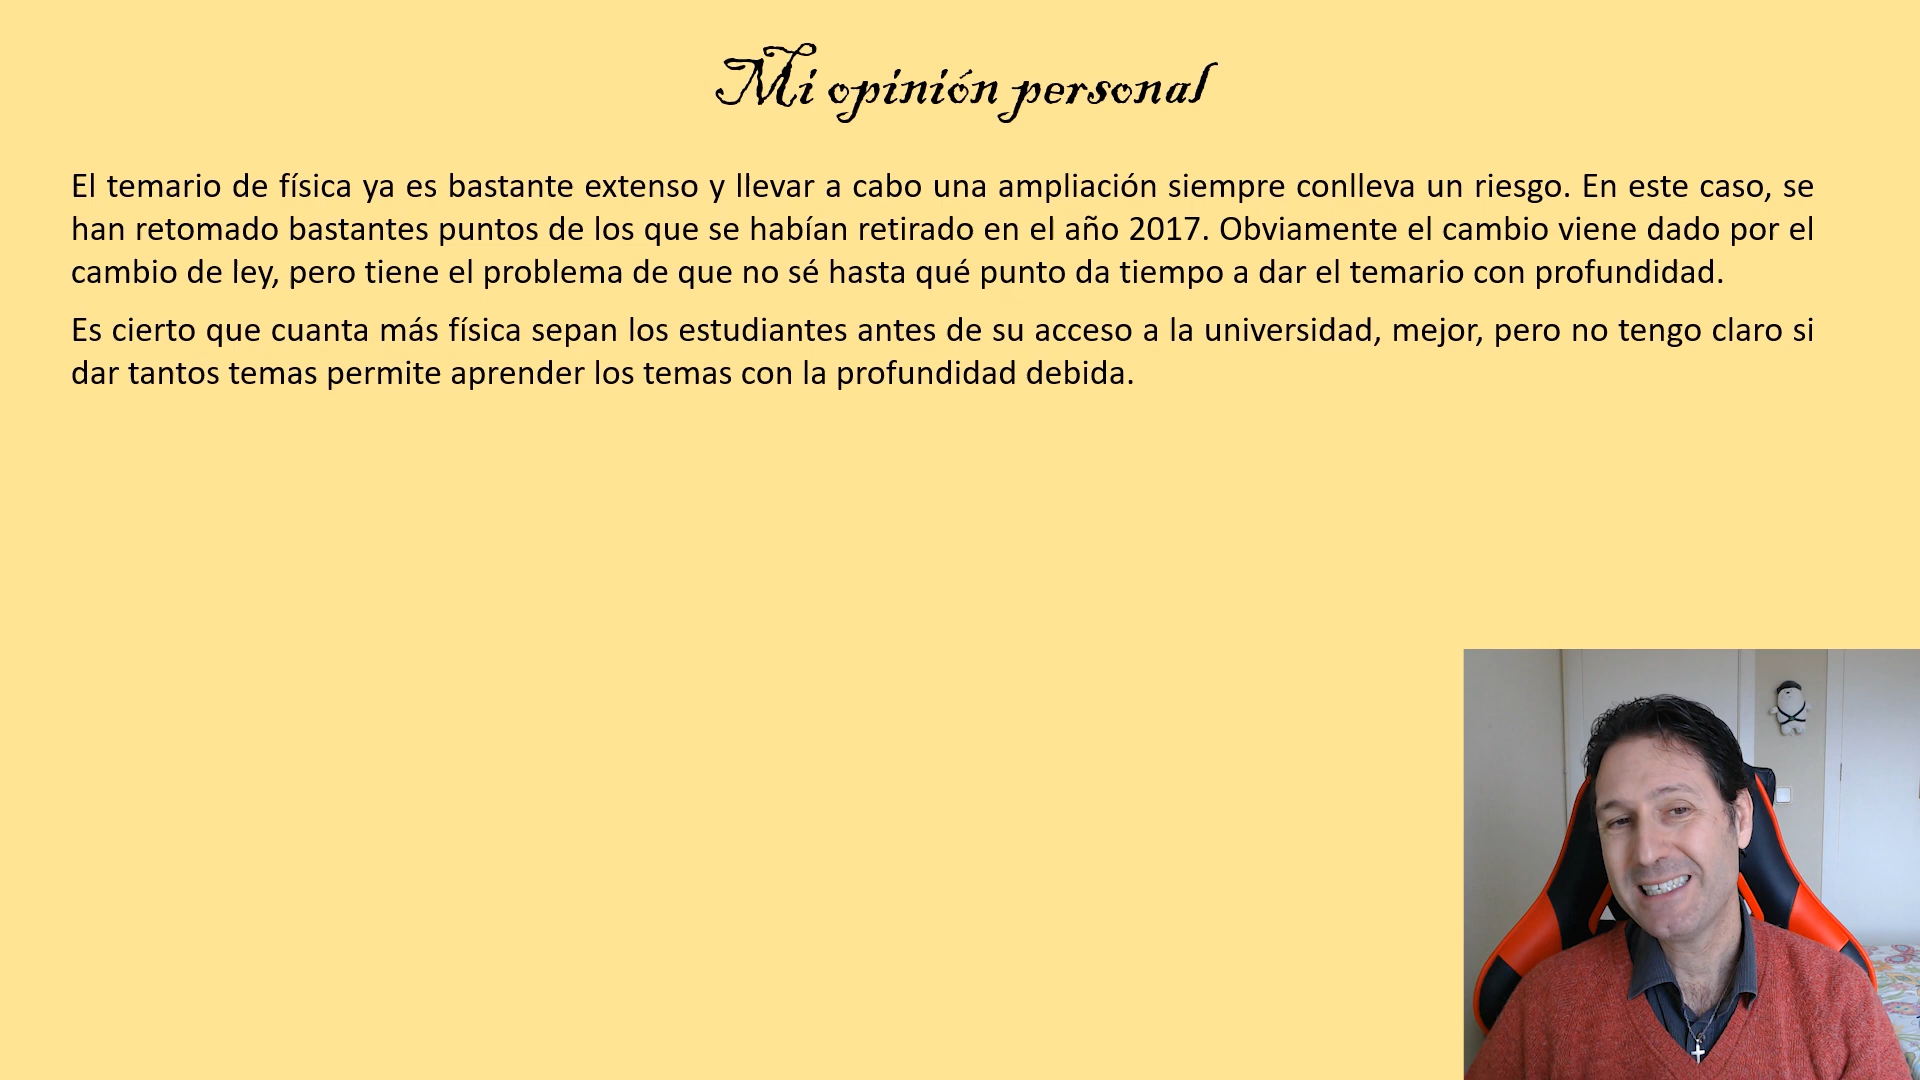 Mi opinión personal
El temario de física ya es bastante extenso y llevar a cabo una ampliación siempre conlleva un riesgo. En este caso, se
han retomado bastantes puntos de los que se habían retirado en el año 2017. Obviamente el cambio viene dado por el
cambio de ley, pero tiene el problema de que no sé hasta qué punto da tiempo a dar el temario con profundidad.
Es cierto que cuanta más física sepan los estudiantes antes de su acceso a la universidad, mejor, pero no tengo claro si
dar tantos temas permite aprender los temas con la profundidad debida.